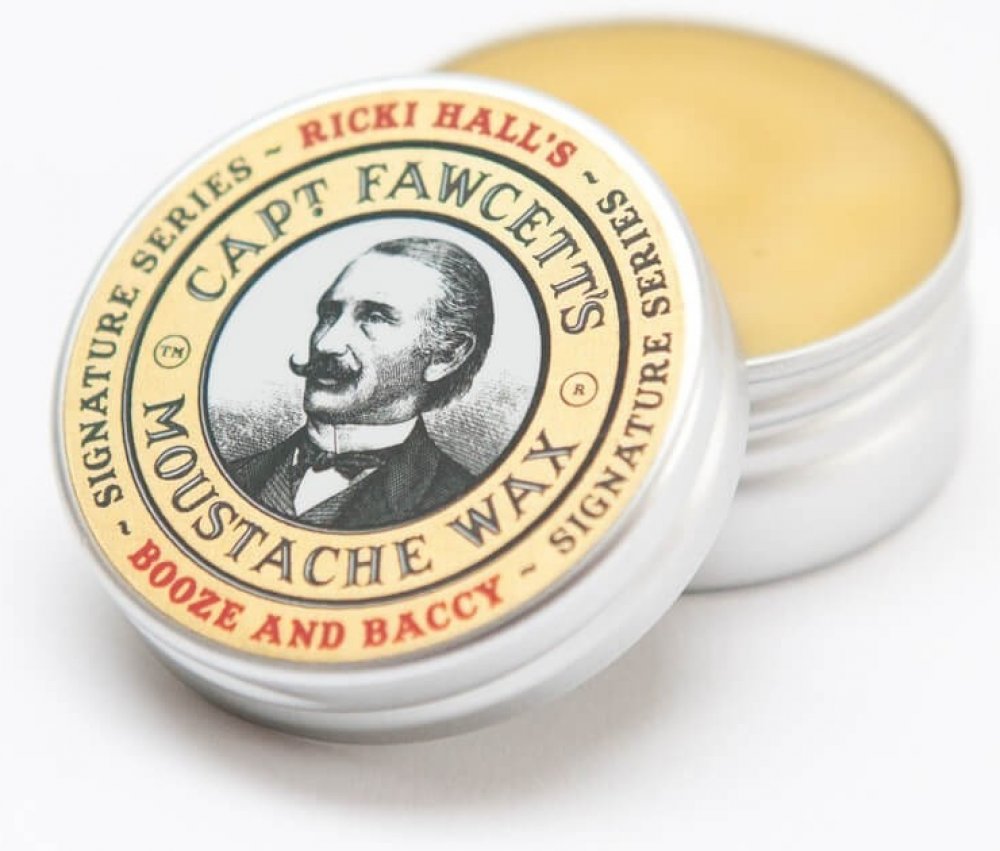 SIGNATURE SERIES ~ RICKI HALL'S ~ SIGNATURE SERIES
CAPT. FAWCETT'S
TM
R
MOUSTACHE WAX
~ BOOZE AND BACCY ~
SIGNATURE SERIES